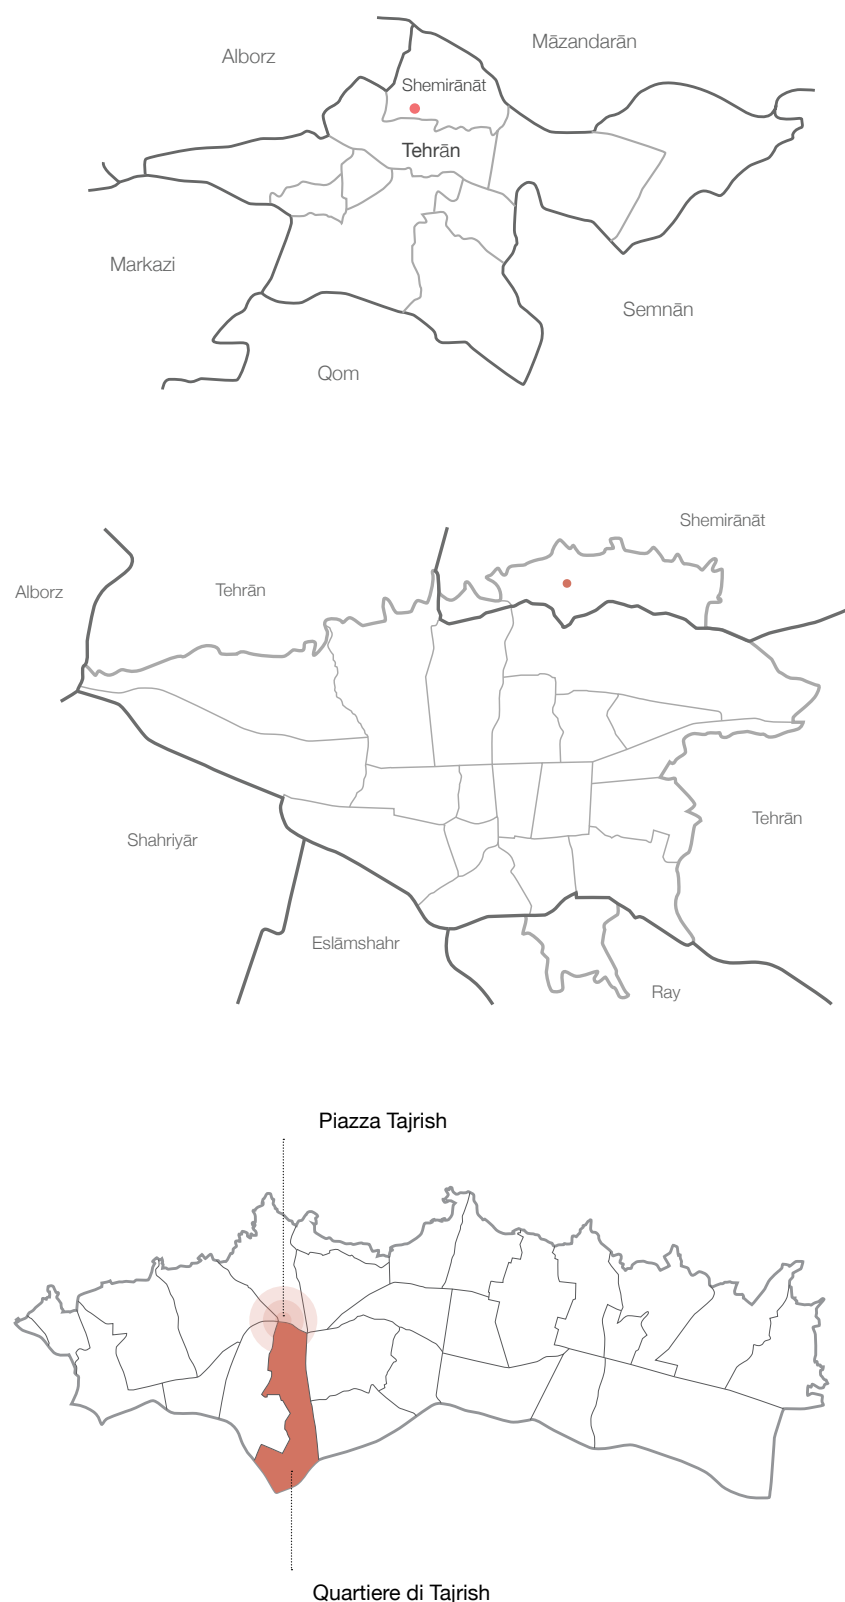 Māzandarān
Alborz
Shemirānāt
Tehrān
Markazi
Semnān
Qom
Shemirānāt
Alborz
Tehrān
Tehrān
Shahriyār
Eslāmshahr
Ray
Piazza Tajrish
Quartiere di Tajrish